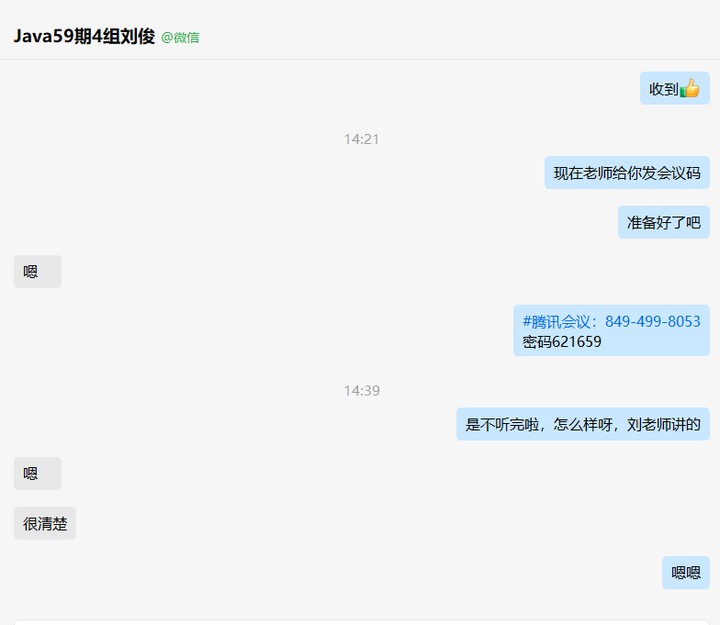 Java59期4组刘俊 @微信
收到👍
14:21
现在老师给你发会议码
准备好了吧
嗯
#腾讯会议：849-499-8053
密码621659
14:39
是不听完啦，怎么样呀，刘老师讲的
嗯
很清楚
嗯嗯